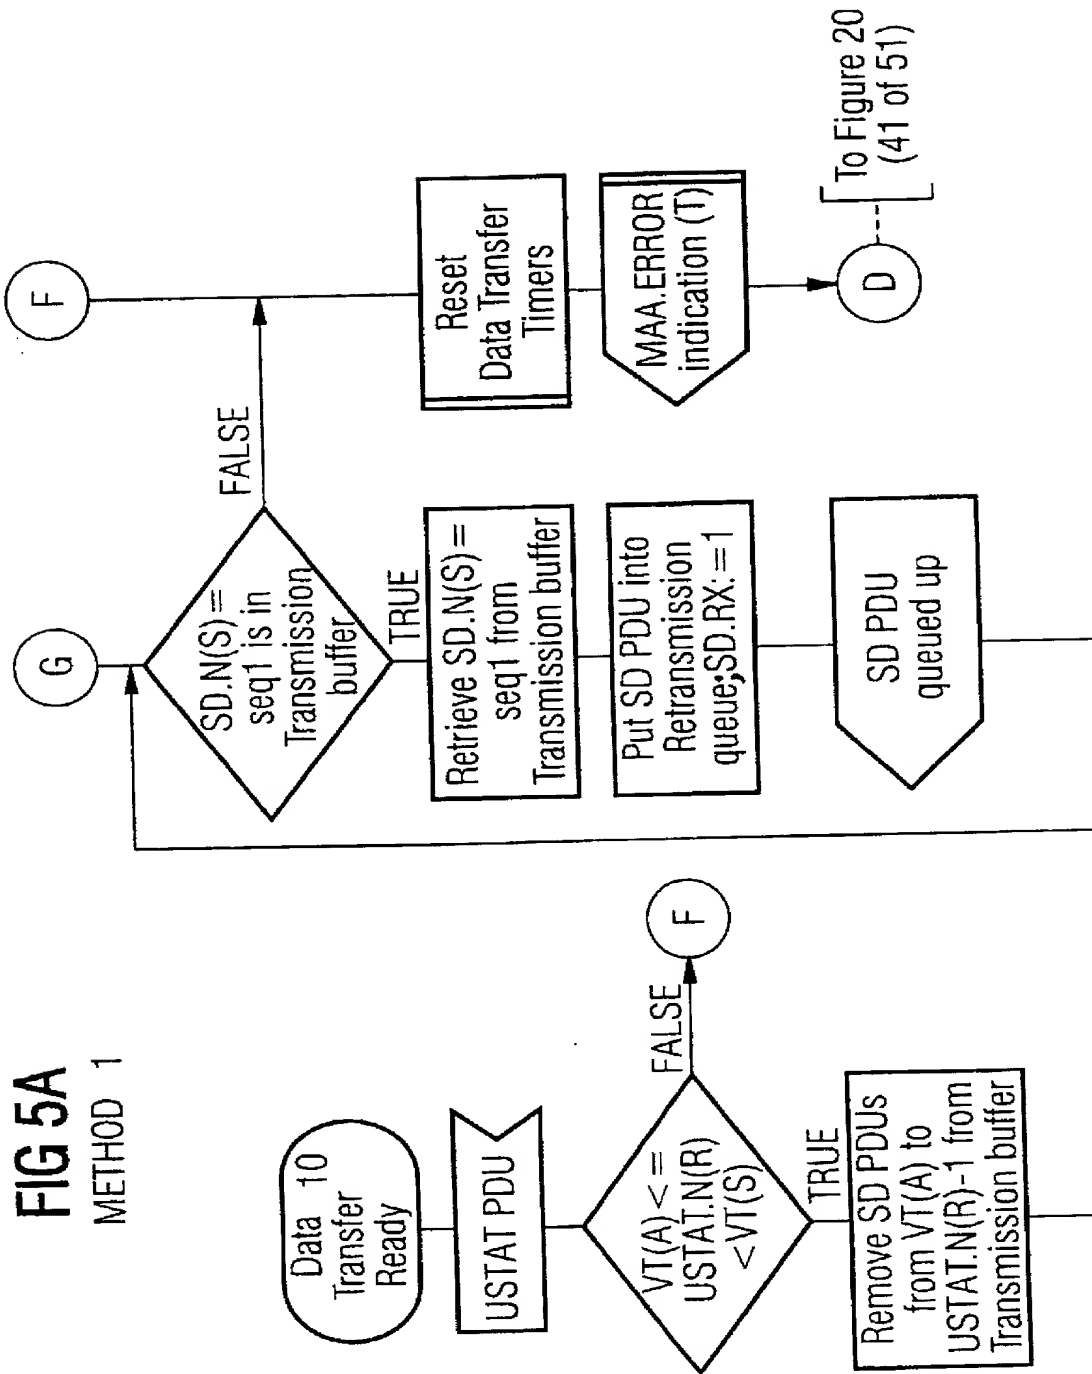 FIG 5A
METHOD 1
Data 10
Transfer
Ready
USTAT PDU
VT(A) <=
USTAT.N(R)
<VT(S)
FALSE
F
TRUE
Remove SD PDUs
from VT(A) to
USTAT.N(R)-1 from
Transmission buffer
G
SD.N(S)=
seq1 is in
Transmission
buffer
FALSE
TRUE
Retrieve SD.N(S)=
seq1 from
Transmission buffer
Put SD PDU into
Retransmission
queue;SD.RX:=1
SD PDU
queued up
F
Reset
Data Transfer
Timers
MAA.ERROR
indication (T)
D
To Figure 20
(41 of 51)